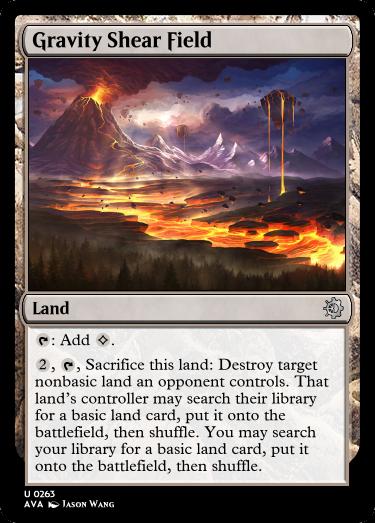 Gravity Shear Field
Land
: Add .
2, , Sacrifice this land: Destroy target
nonbasic land an opponent controls. That
land's controller may search their library
for a basic land card, put it onto the
battlefield, then shuffle. You may search
your library for a basic land card, put it
onto the battlefield, then shuffle.
U 0263
AVA Jason Wang